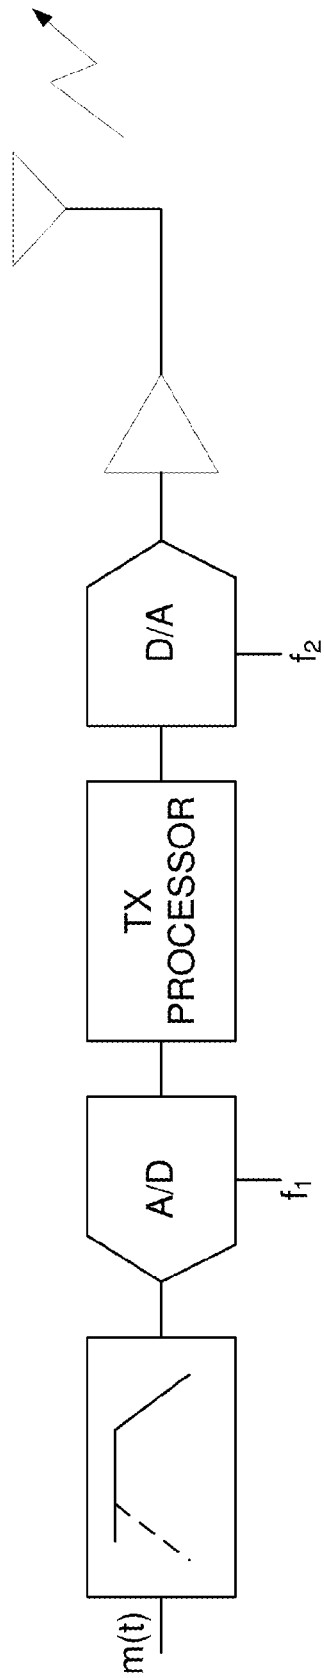 m(t)
A/D
f₁
TX
PROCESSOR
D/A
f₂